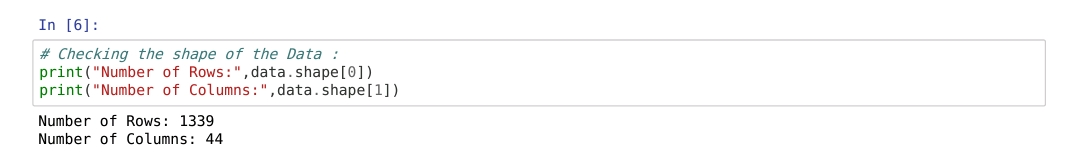 In [6]:
# Checking the shape of the Data :
print("Number of Rows:",data.shape[0])
print("Number of Columns:",data.shape[1])
Number of Rows: 1339
Number of Columns: 44